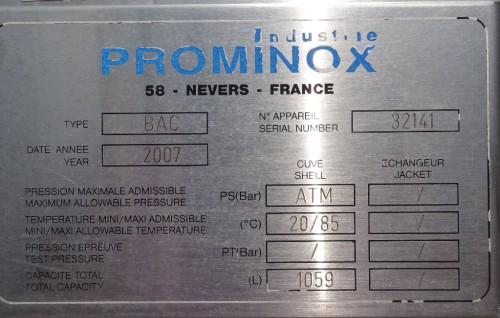 Industrie
PROMINOX
58 - NEVERS - FRANCE
TYPE BAC
N° APPAREIL
SERIAL NUMBER 32141
DATE ANNEE
YEAR 2007
CUVE
SHELL
ECHANGEUR
JACKET
PRESSION MAXIMALE ADMISSIBLE
MAXIMUM ALLOWABLE PRESSURE PS(Bar) ATM /
TEMPERATURE MINI/MAXI ADMISSIBLE
MINI/MAXI ALLOWABLE TEMPERATURE (°C) 20/85 /
PRESSION EPREUVE
TEST PRESSURE PT(Bar) / /
CAPACITE TOTAL
TOTAL CAPACITY (L) 1059 /